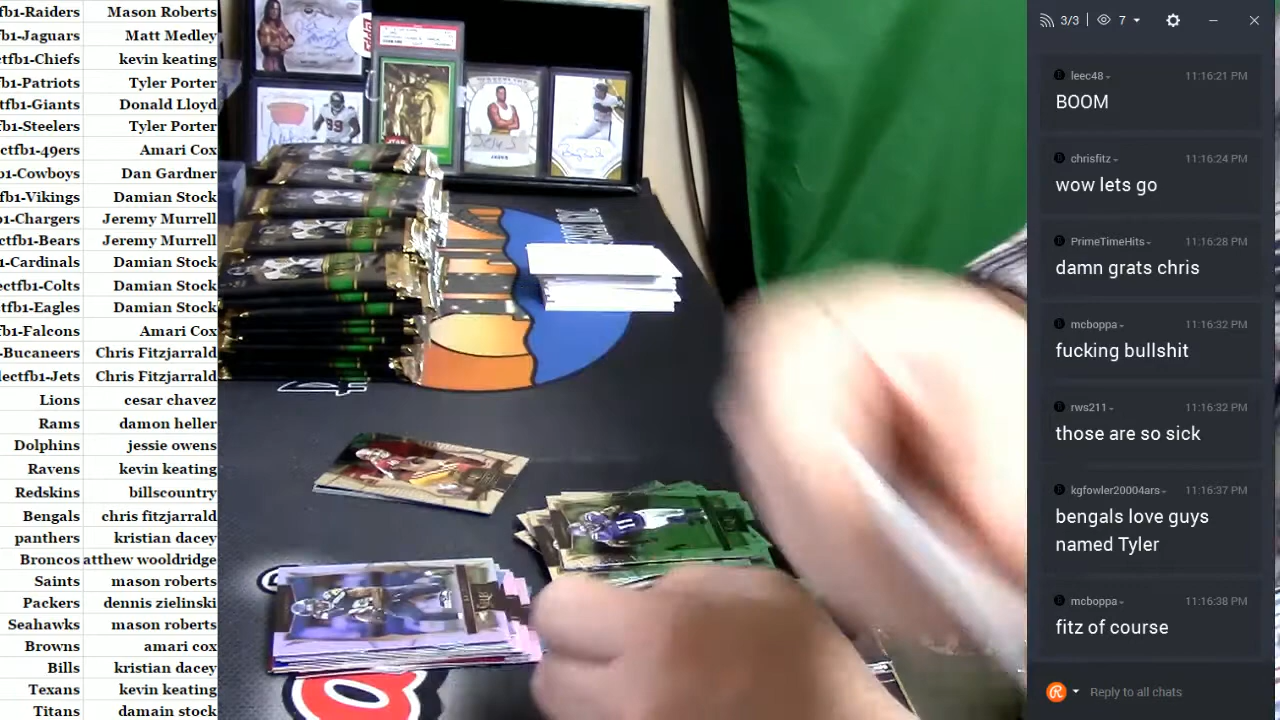 fb1-Raiders Mason Roberts
fb1-Jaguars Matt Medley
ctfb1-Chiefs kevin keating
fb1-Patriots Tyler Porter
ctfb1-Giants Donald Lloyd
fb1-Steelers Tyler Porter
ctfb1-49ers Amari Cox
fb1-Cowboys Dan Gardner
fb1-Vikings Damian Stock
b1-Chargers Jeremy Murrell
ctfb1-Bears Jeremy Murrell
1-Cardinals Damian Stock
ectfb1-Colts Damian Stock
ctfb1-Eagles Damian Stock
fb1-Falcons Amari Cox
-Bucaneers Chris Fitzjarrald
lectfb1-Jets Chris Fitzjarrald
Lions cesar chavez
Rams damon heller
Dolphins jessie owens
Ravens kevin keating
Redskins billscountry
Bengals chris fitzjarrald
panthers kristian dacey
Broncos atthew wooldridge
Saints mason roberts
Packers dennis zielinski
Seahawks mason roberts
Browns amari cox
Bills kristian dacey
Texans kevin keating
Titans damain stock
3/3 7
leec48 11:16:21 PM
BOOM
chrisfitz 11:16:24 PM
wow lets go
PrimeTimeHits 11:16:28 PM
damn grats chris
mcboppa 11:16:32 PM
fucking bullshit
rws211 11:16:32 PM
those are so sick
kgfowler20004ars 11:16:37 PM
bengals love guys
named Tyler
mcboppa 11:16:38 PM
fitz of course
Reply to all chats